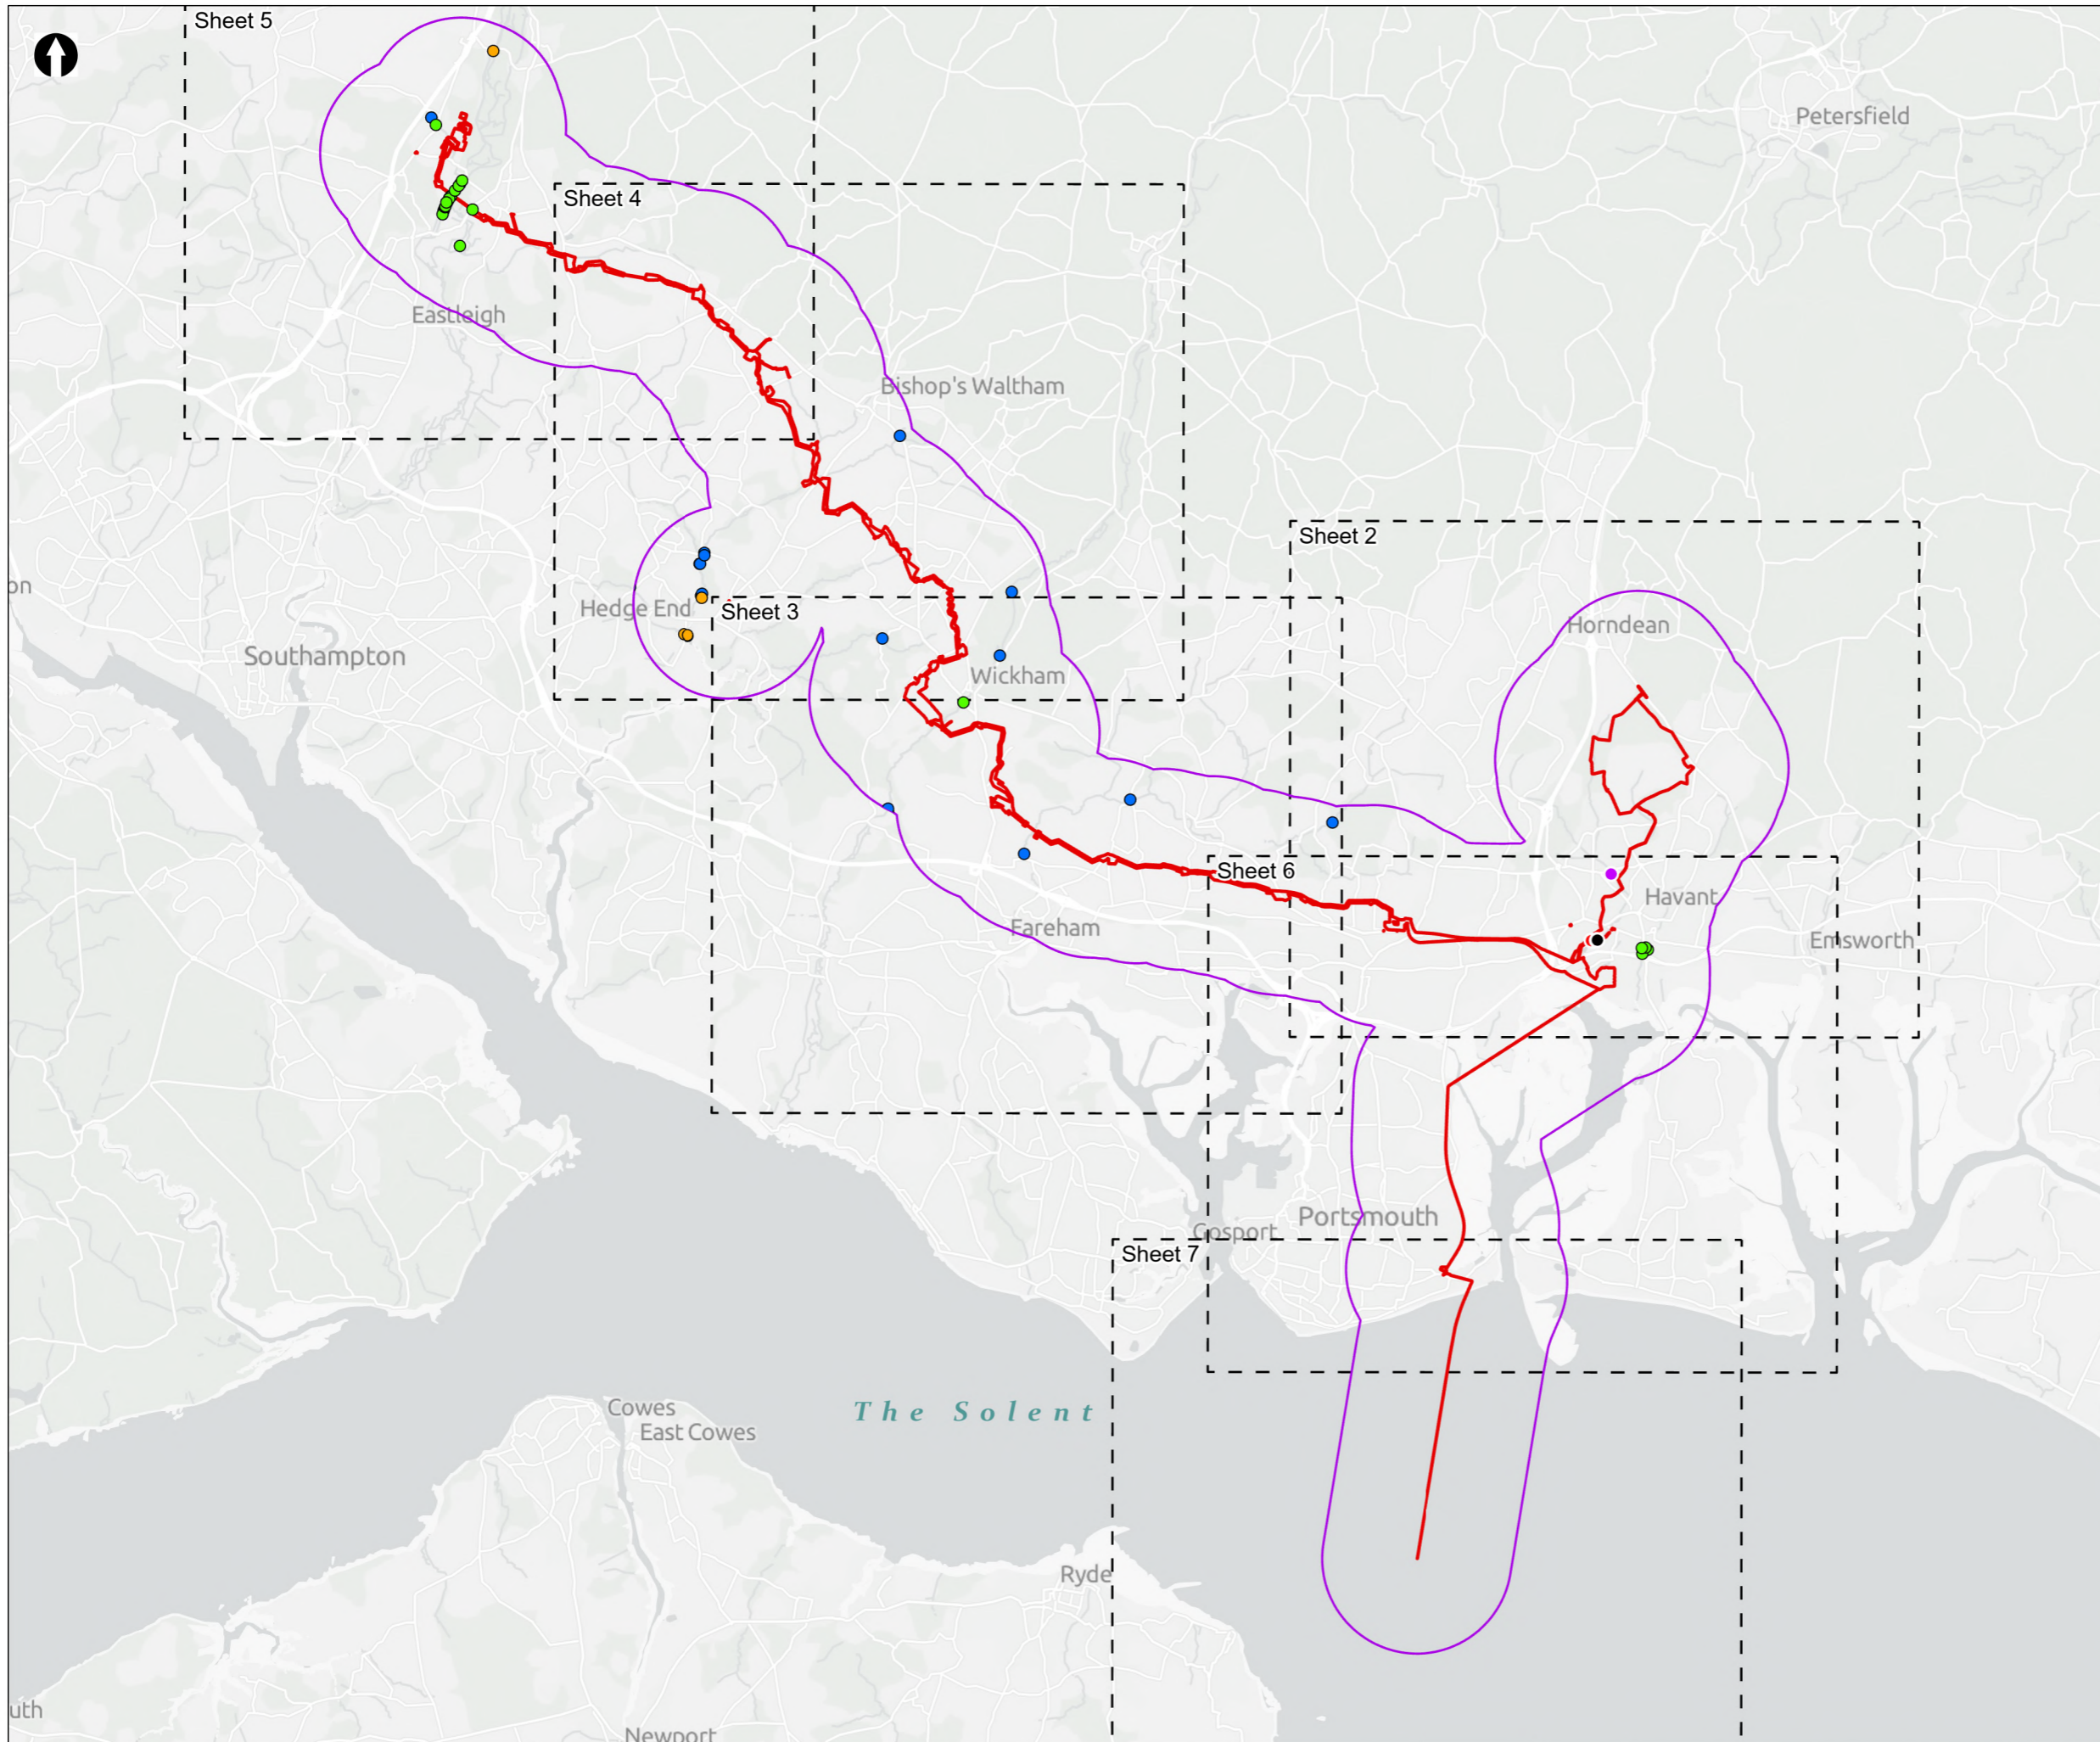 Sheet 5
Petersfield
Sheet 4
Eastleigh
Bishop's Waltham
Sheet 2
on
Hedge End
Sheet 3
Horndean
Southampton
Wickham
Sheet 6
Havant
Fareham
Emsworth
Portsmouth
Gosport
Sheet 7
Cowes
The Solent
East Cowes
Ryde
uth
Newport